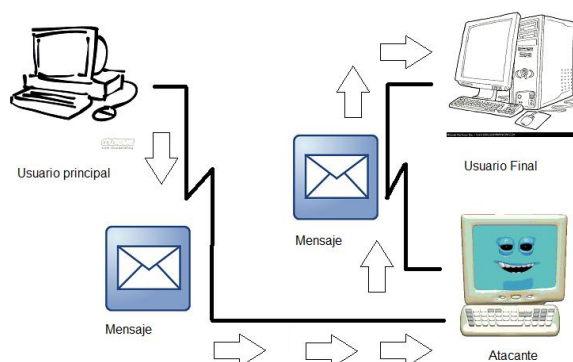 Usuario principal
Usuario Final
Mensaje
Mensaje
Atacante